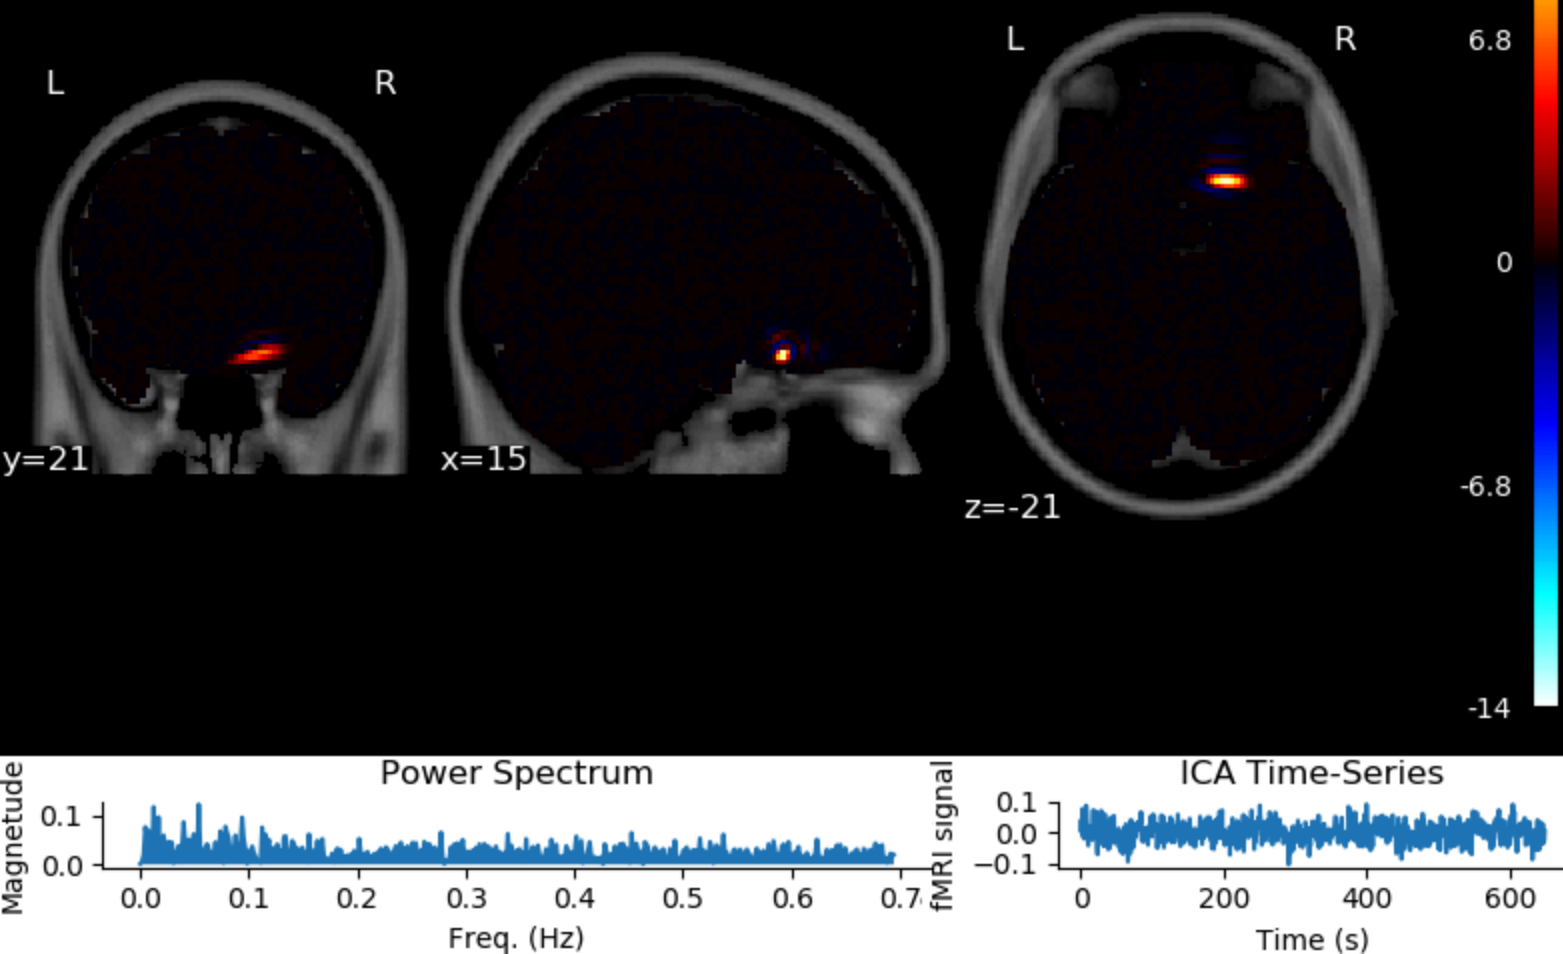 L R
y=21
x=15
L R
z=-21
6.8
0
-6.8
-14
Power Spectrum
Magnetude
0.1
0.0
0.0 0.1 0.2 0.3 0.4 0.5 0.6 0.7
Freq. (Hz)
ICA Time-Series
fMRI signal
0.1
0.0
−0.1
0 200 400 600
Time (s)